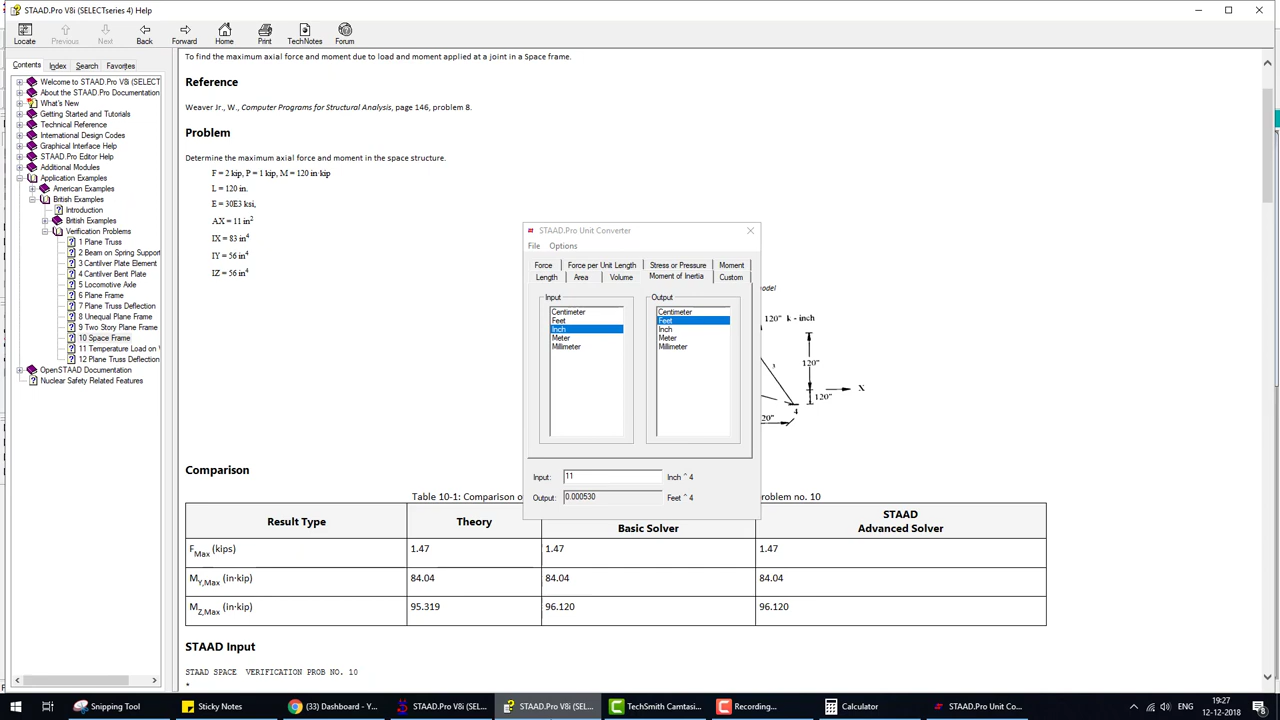 STAAD.Pro V8i (SELECTseries 4) Help
Locate Previous Next Back Forward Home Print TechNotes Forum
Contents Index Search Favorites
Welcome to STAAD.Pro V8i (SELECT
About the STAAD.Pro Documentation
What's New
Getting Started and Tutorials
Technical Reference
International Design Codes
Graphical Interface Help
STAAD.Pro Editor Help
Additional Modules
Application Examples
American Examples
British Examples
Introduction
British Examples
Verification Problems
1 Plane Truss
2 Beam on Spring Support
3 Cantilver Plate Element
4 Cantilver Bent Plate
5 Locomotive Axle
6 Plane Frame
7 Plane Truss Deflection
8 Unequal Plane Frame
9 Two Story Plane Frame
10 Space Frame
11 Temperature Load on
12 Plane Truss Deflection
OpenSTAAD Documentation
Nuclear Safety Related Features
To find the maximum axial force and moment due to load and moment applied at a joint in a Space frame.
Reference
Weaver Jr., W., Computer Programs for Structural Analysis, page 146, problem 8.
Problem
Determine the maximum axial force and moment in the space structure.
F = 2 kip, P = 1 kip, M = 120 in·kip
L = 120 in.
E = 30E3 ksi,
AX = 11 in²
IX = 83 in⁴
IY = 56 in⁴
IZ = 56 in⁴
STAAD.Pro Unit Converter
File Options
Force Force per Unit Length Stress or Pressure Moment
Length Area Volume Moment of Inertia Custom
Input
Centimeter
Feet
Inch
Meter
Millimeter
Output
Centimeter
Feet
Inch
Meter
Millimeter
Input: 11 Inch ^ 4
Output: 0.000530 Feet ^ 4
model
120" k - inch
120"
3
X
120"
4
20"
Comparison
Table 10-1: Comparison o
roblem no. 10
Result Type Theory Basic Solver STAAD
Advanced Solver
FMax (kips) 1.47 1.47 1.47
MY,Max (in·kip) 84.04 84.04 84.04
MZ,Max (in·kip) 95.319 96.120 96.120
STAAD Input
STAAD SPACE VERIFICATION PROB NO. 10
*
Snipping Tool Sticky Notes (33) Dashboard - Y... STAAD.Pro V8i (SEL... STAAD.Pro V8i (SEL... TechSmith Camtasi... Recording... Calculator STAAD.Pro Unit Co... ENG
19:27
12-12-2018